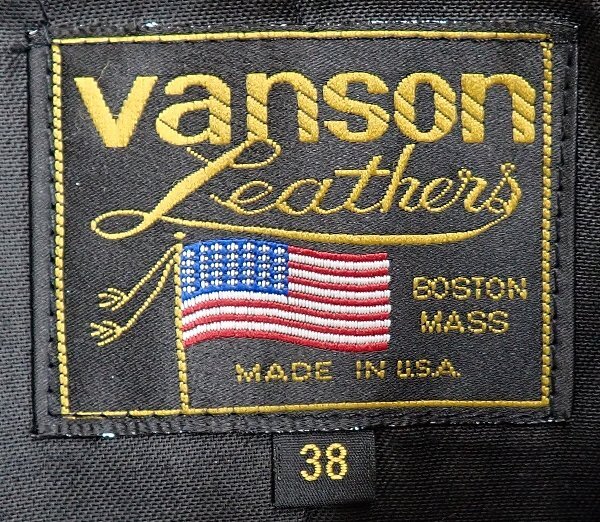 vanson
Leathers
BOSTON
MASS
MADE IN U.S.A.
38